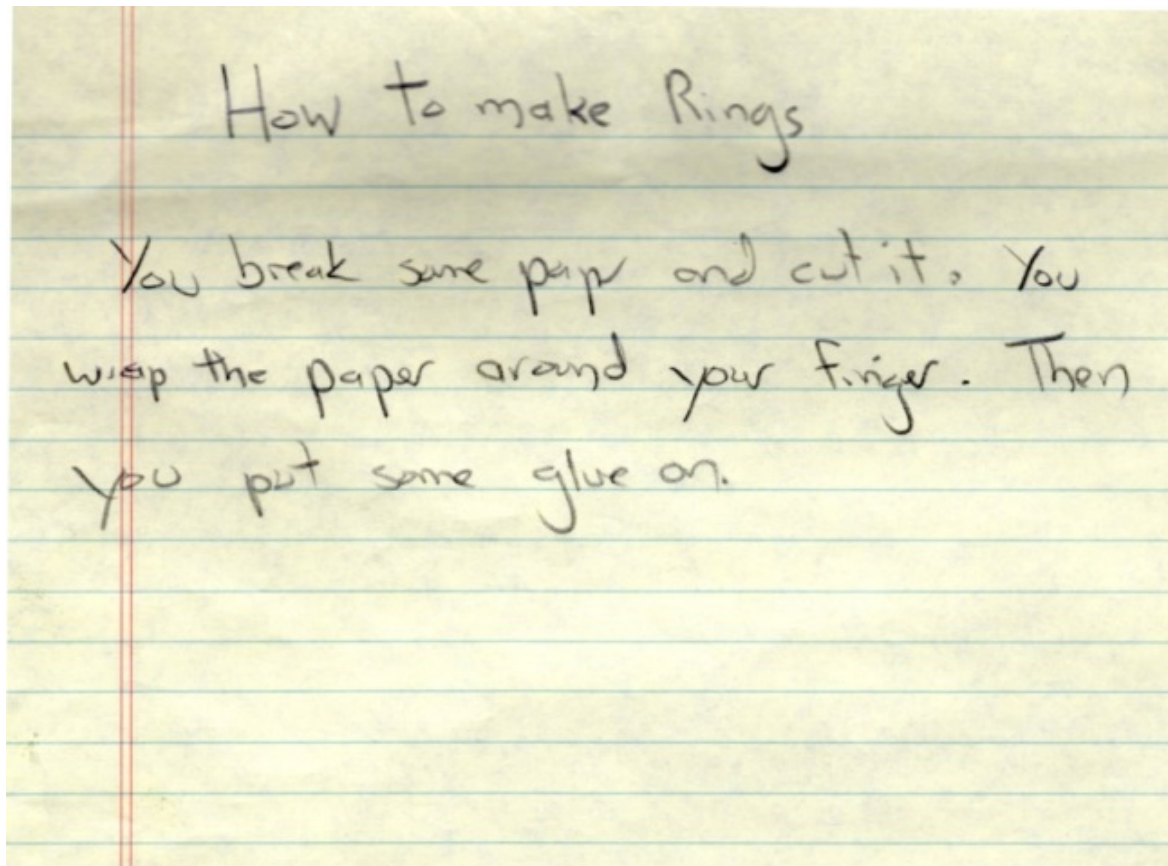 How to make Rings
You break some papr and cut it. You
wrap the paper around your finger. Then
you put some glue on.